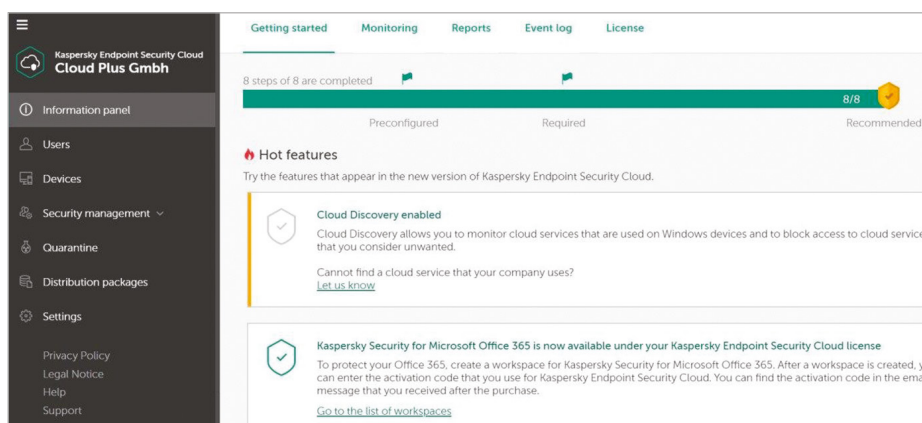 Kaspersky Endpoint Security Cloud
Cloud Plus Gmbh
Information panel
Users
Devices
Security management
Quarantine
Distribution packages
Settings
Privacy Policy
Legal Notice
Help
Support
Getting started Monitoring Reports Event log License
8 steps of 8 are completed
8/8
Preconfigured Required Recommended
Hot features
Try the features that appear in the new version of Kaspersky Endpoint Security Cloud.
Cloud Discovery enabled
Cloud Discovery allows you to monitor cloud services that are used on Windows devices and to block access to cloud service
that you consider unwanted.
Cannot find a cloud service that your company uses?
Let us know
Kaspersky Security for Microsoft Office 365 is now available under your Kaspersky Endpoint Security Cloud license
To protect your Office 365, create a workspace for Kaspersky Security for Microsoft Office 365. After a workspace is created,
can enter the activation code that you use for Kaspersky Endpoint Security Cloud. You can find the activation code in the ema
message that you received after the purchase.
Go to the list of workspaces